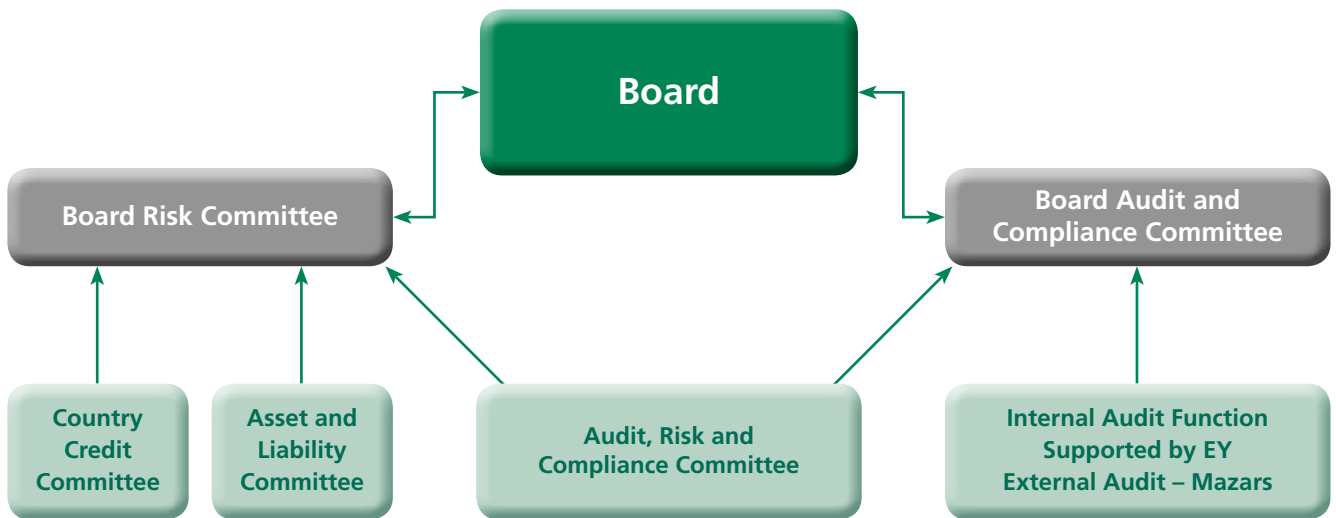 Board
Board Risk Committee
Board Audit and
Compliance Committee
Country
Credit
Committee
Asset and
Liability
Committee
Audit, Risk and
Compliance Committee
Internal Audit Function
Supported by EY
External Audit – Mazars